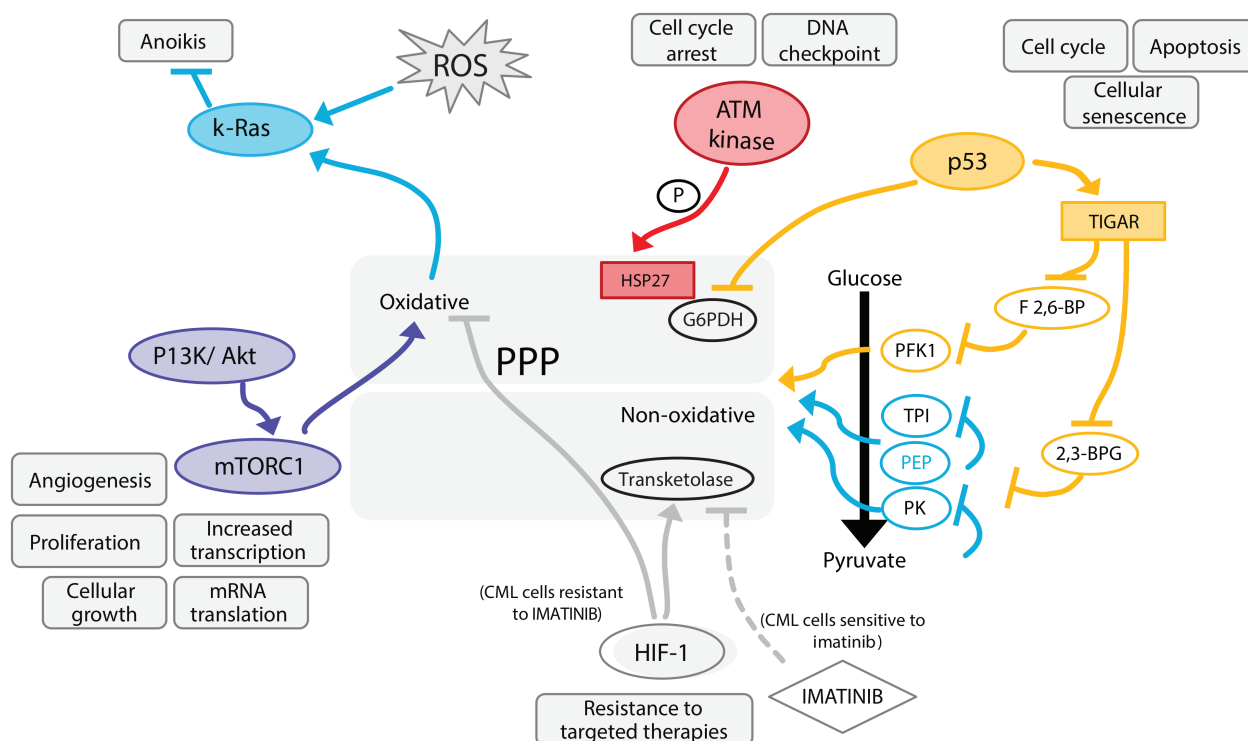 Anoikis
ROS
k-Ras
Cell cycle
arrest
DNA
checkpoint
ATM
kinase
P
Cell cycle
Apoptosis
Cellular
senescence
p53
TIGAR
HSP27
G6PDH
Oxidative
PPP
Glucose
F 2,6-BP
PFK1
P13K/ Akt
mTORC1
Non-oxidative
Transketolase
TPI
PEP
PK
2,3-BPG
Pyruvate
Angiogenesis
Proliferation
Increased
transcription
Cellular
growth
mRNA
translation
(CML cells resistant
to IMATINIB)
(CML cells sensitive to
imatinib)
HIF-1
IMATINIB
Resistance to
targeted therapies